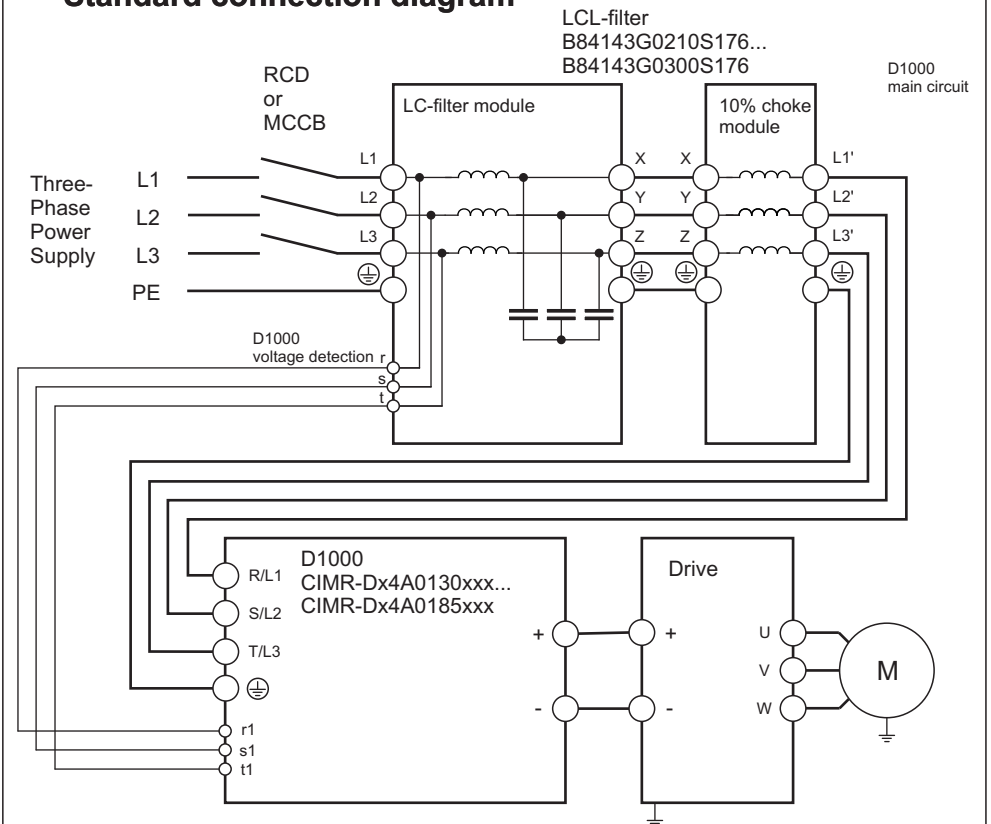 Standard connection diagram
LCL-filter
B84143G0210S176...
B84143G0300S176
D1000
main circuit
RCD
or
MCCB
LC-filter module
10% choke
module
Three-
Phase
Power
Supply
L1
L2
L3
PE
L1
L2
L3
X
Y
Z
X
Y
Z
L1'
L2'
L3'
D1000
voltage detection
r
s
t
D1000
CIMR-Dx4A0130xxx...
CIMR-Dx4A0185xxx
R/L1
S/L2
T/L3
r1
s1
t1
+
-
Drive
+
-
U
V
W
M